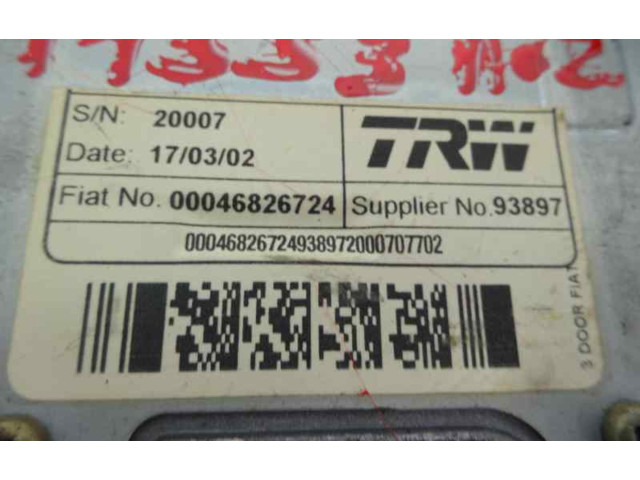 S/N: 20007
TRW
Date: 17/03/02
Fiat No. 00046826724
Supplier No. 93897
00046826724938972000707702
3 DOOR FIAT